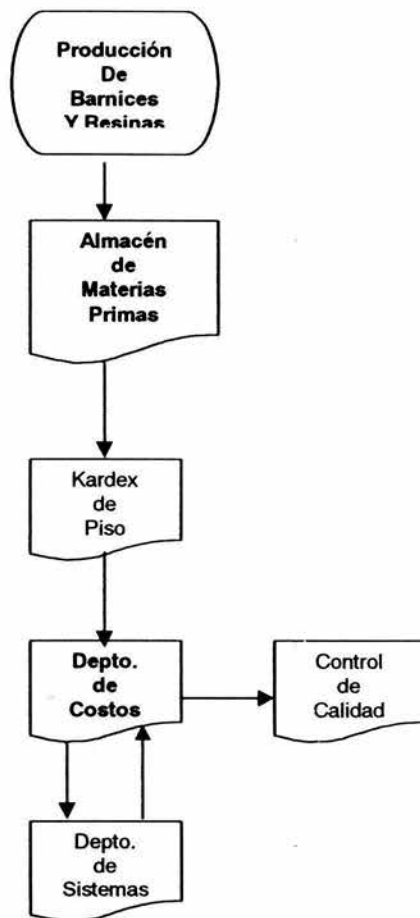 Producción
De
Barnices
Y Resinas
Almacén
de
Materias
Primas
Kardex
de
Piso
Depto.
de
Costos
Control
de
Calidad
Depto.
de
Sistemas